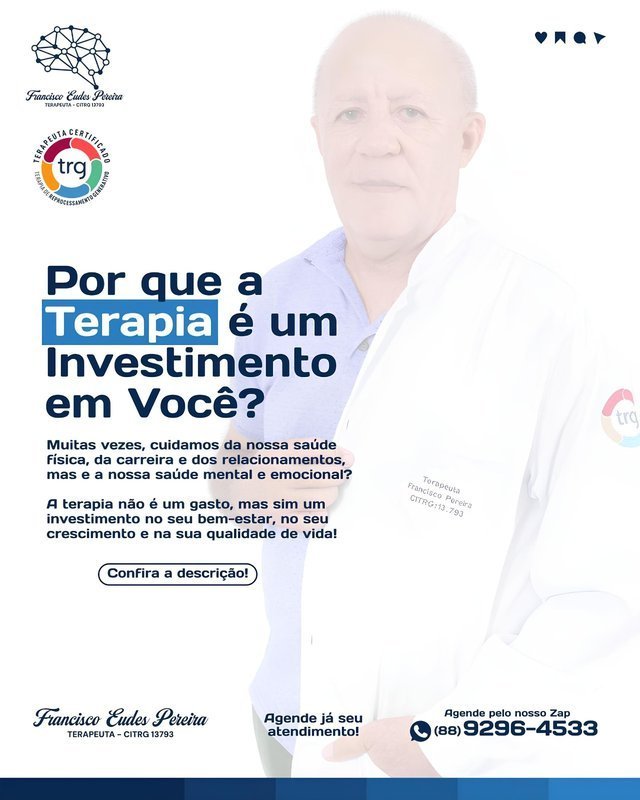 Francisco Eudes Pereira
TERAPEUTA - CITRG 13793
TERAPEUTA CERTIFICADO
trg
TERAPIA DE REPROCESSAMENTO GENERATIVO
Por que a
Terapia é um
Investimento
em Você?
Muitas vezes, cuidamos da nossa saúde
física, da carreira e dos relacionamentos,
mas e a nossa saúde mental e emocional?
A terapia não é um gasto, mas sim um
investimento no seu bem-estar, no seu
crescimento e na sua qualidade de vida!
Confira a descrição!
trg
Terapeuta
Francisco Pereira
CITRG:13.793
Francisco Eudes Pereira
TERAPEUTA - CITRG 13793
Agende já seu
atendimento!
Agende pelo nosso Zap
(88) 9296-4533